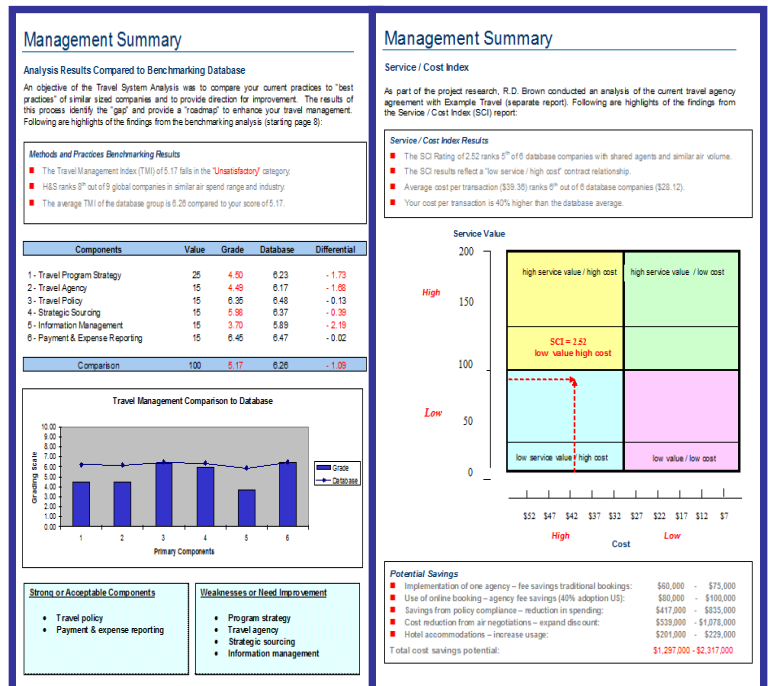 Management Summary
Analysis Results Compared to Benchmarking Database
An objective of the Travel System Analysis was to compare your current practices to "best
practices" of similar sized companies and to provide direction for improvement. The results of
this process identify the "gap" and provide a "roadmap" to enhance your travel management.
Following are highlights of the findings from the benchmarking analysis (starting page 8):
Methods and Practices Benchmarking Results
The Travel Management Index (TMI) of 5.17 falls in the "Unsatisfactory" category.
H&S ranks 9th out of 9 global companies in similar air spend range and industry.
The average TMI of the database group is 6.26 compared to your score of 5.17.
Components Value Grade Database Differential
1 - Travel Program Strategy 25 4.50 6.23 - 1.73
2 - Travel Agency 15 4.49 6.17 - 1.68
3 - Travel Policy 15 6.35 6.48 - 0.13
4 - Strategic Sourcing 15 5.98 6.37 - 0.39
5 - Information Management 15 3.70 5.89 - 2.19
6 - Payment & Expense Reporting 15 6.45 6.47 - 0.02
Comparison 100 5.17 6.26 - 1.09
Travel Management Comparison to Database
Grading Scale
10.00
9.00
8.00
7.00
6.00
5.00
4.00
3.00
2.00
1.00
0.00
1 2 3 4 5 6
Primary Components
Grade
Database
Strong or Acceptable Components
• Travel policy
• Payment & expense reporting
Weaknesses or Need Improvement
• Program strategy
• Travel agency
• Strategic sourcing
• Information management
Management Summary
Service / Cost Index
As part of the project research, R.D. Brown conducted an analysis of the current travel agency
agreement with Example Travel (separate report). Following are highlights of the findings from
the Service / Cost Index (SCI) report:
Service / Cost Index Results
The SCI Rating of 2.52 ranks 5th of 6 database companies with shared agents and similar air volume.
The SCI results reflect a "low service / high cost" contract relationship.
Average cost per transaction ($39.36) ranks 6th out of 6 database companies ($28.12).
Your cost per transaction is 40% higher than the database average.
Service Value
200
150
100
50
0
High
Low
high service value / high cost
high service value / low cost
SCI = 2.52
low value high cost
low service value / high cost
low value / low cost
$52 $47 $42 $37 $32 $27 $22 $17 $12 $7
High Low
Cost
Potential Savings
Implementation of one agency – fee savings traditional bookings: $60,000 - $75,000
Use of online booking – agency fee savings (40% adoption US): $80,000 - $100,000
Savings from policy compliance – reduction in spending: $417,000 - $835,000
Cost reduction from air negotiations – expand discount: $539,000 - $1,078,000
Hotel accommodations – increase usage: $201,000 - $229,000
Total cost savings potential: $1,297,000 - $2,317,000